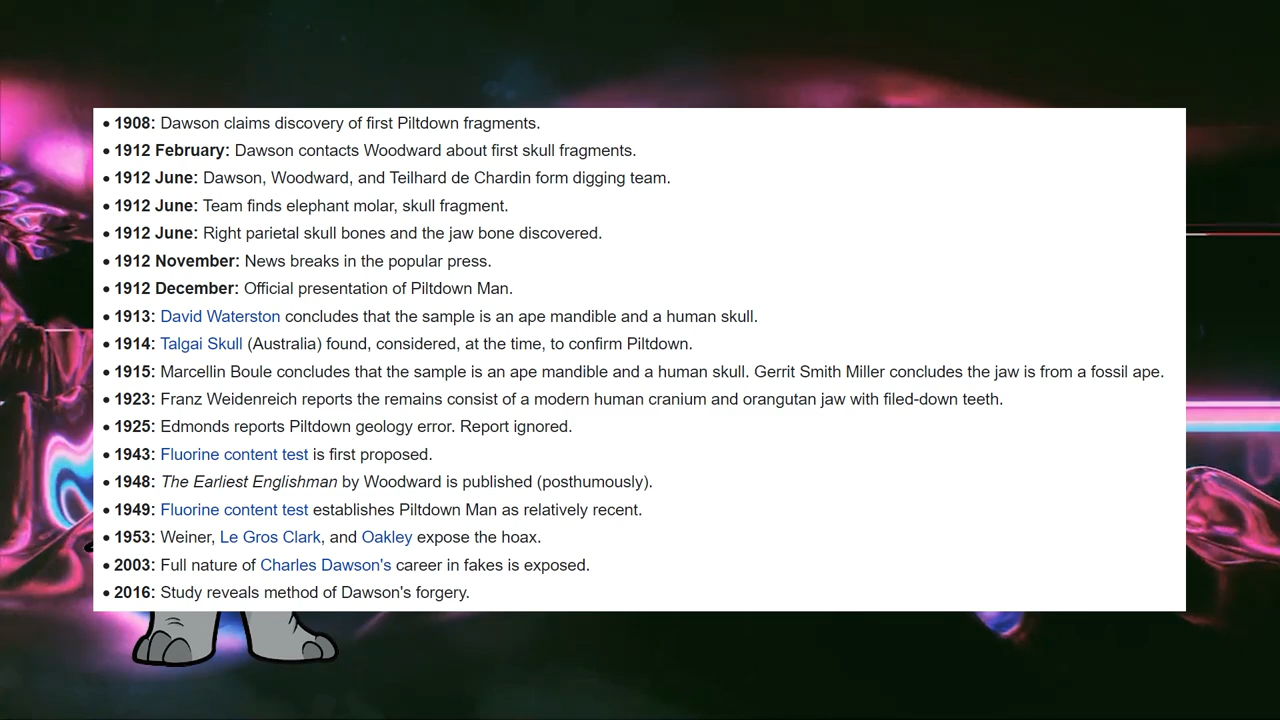 • 1908: Dawson claims discovery of first Piltdown fragments.
• 1912 February: Dawson contacts Woodward about first skull fragments.
• 1912 June: Dawson, Woodward, and Teilhard de Chardin form digging team.
• 1912 June: Team finds elephant molar, skull fragment.
• 1912 June: Right parietal skull bones and the jaw bone discovered.
• 1912 November: News breaks in the popular press.
• 1912 December: Official presentation of Piltdown Man.
• 1913: David Waterston concludes that the sample is an ape mandible and a human skull.
• 1914: Talgai Skull (Australia) found, considered, at the time, to confirm Piltdown.
• 1915: Marcellin Boule concludes that the sample is an ape mandible and a human skull. Gerrit Smith Miller concludes the jaw is from a fossil ape.
• 1923: Franz Weidenreich reports the remains consist of a modern human cranium and orangutan jaw with filed-down teeth.
• 1925: Edmonds reports Piltdown geology error. Report ignored.
• 1943: Fluorine content test is first proposed.
• 1948: The Earliest Englishman by Woodward is published (posthumously).
• 1949: Fluorine content test establishes Piltdown Man as relatively recent.
• 1953: Weiner, Le Gros Clark, and Oakley expose the hoax.
• 2003: Full nature of Charles Dawson's career in fakes is exposed.
• 2016: Study reveals method of Dawson's forgery.